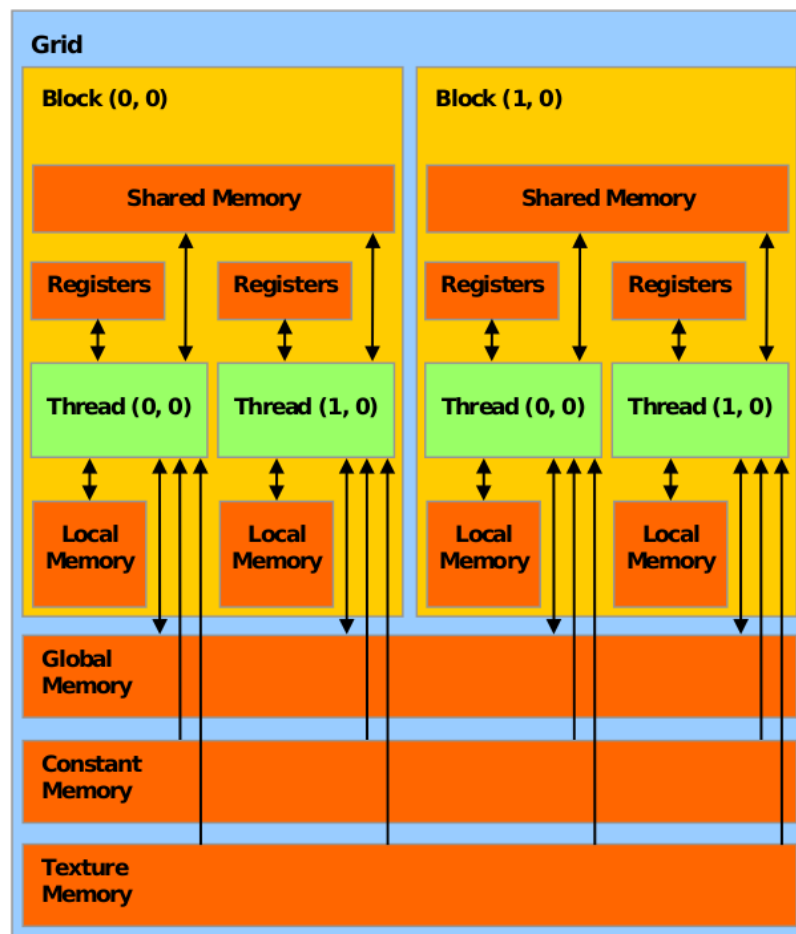 Grid
Block (0, 0)
Block (1, 0)
Shared Memory
Shared Memory
Registers
Registers
Registers
Registers
Thread (0, 0)
Thread (1, 0)
Thread (0, 0)
Thread (1, 0)
Local
Memory
Local
Memory
Local
Memory
Local
Memory
Global
Memory
Constant
Memory
Texture
Memory